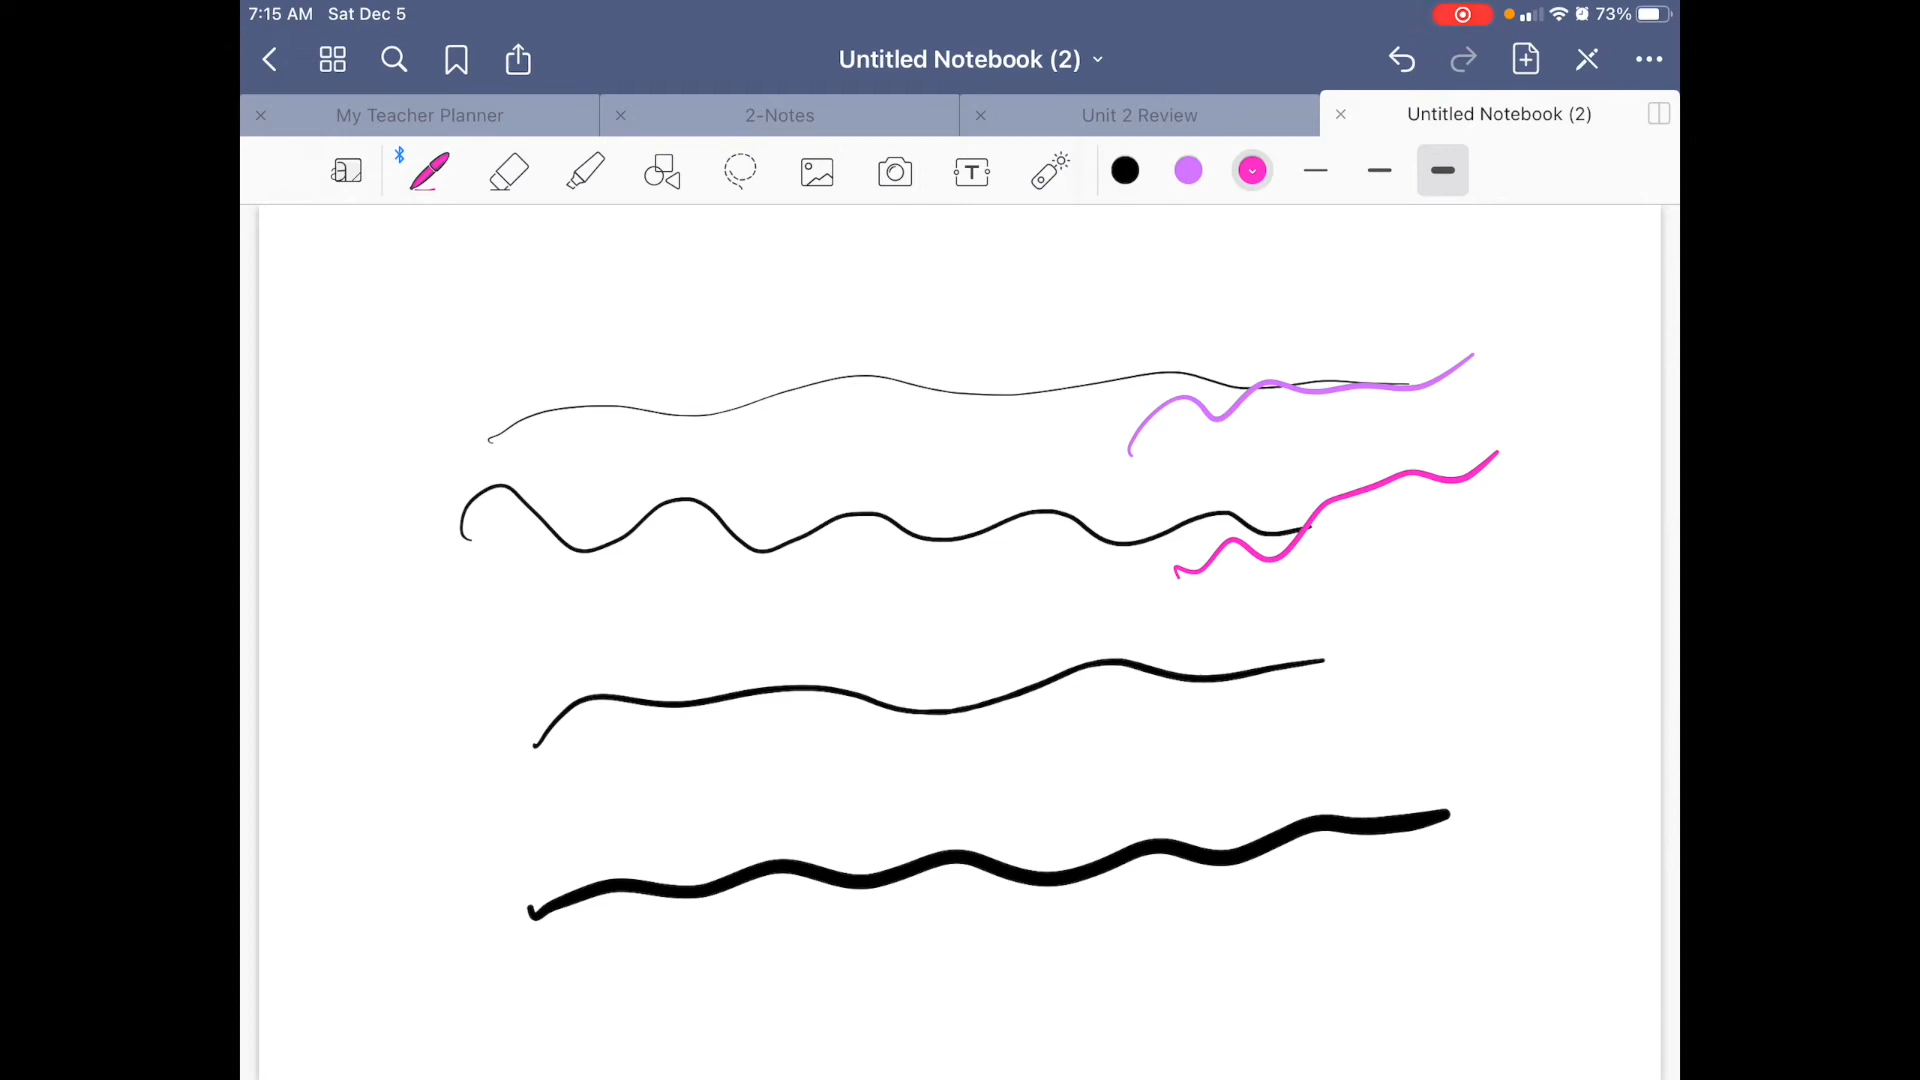 7:15 AM Sat Dec 5
73%
Untitled Notebook (2)
My Teacher Planner
2-Notes
Unit 2 Review
Untitled Notebook (2)
a
T